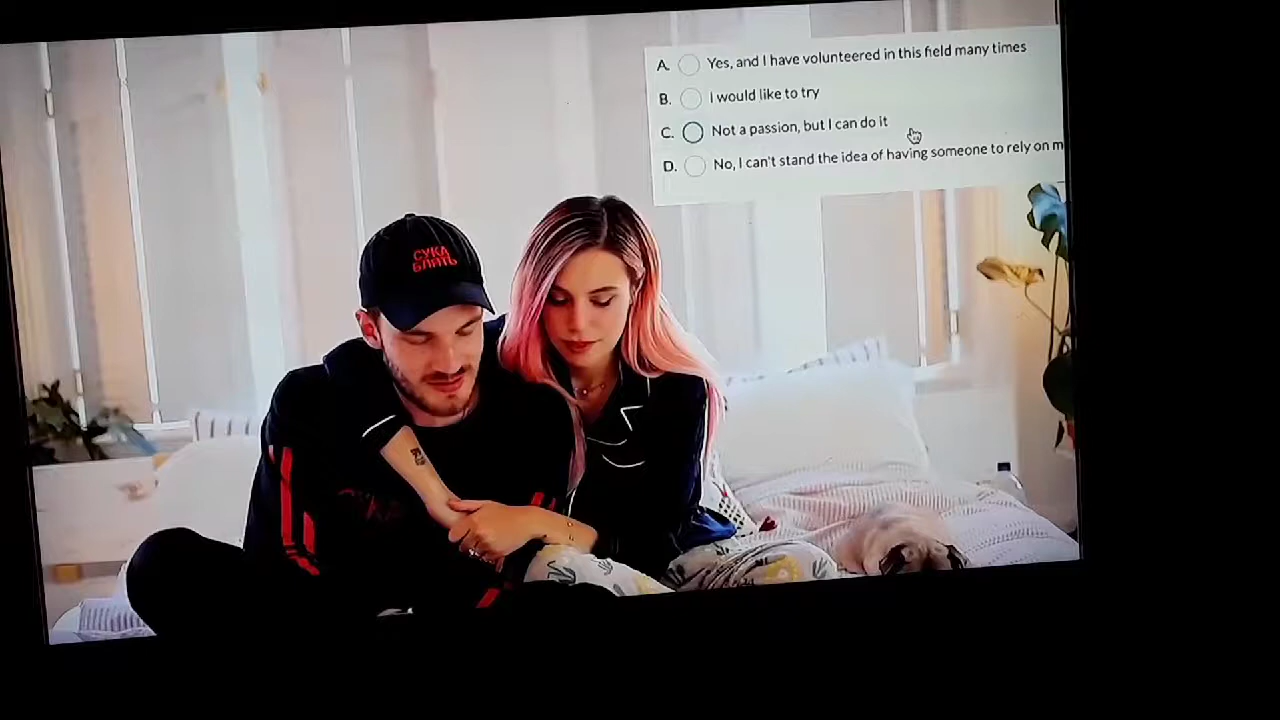 A. Yes, and I have volunteered in this field many times
B. I would like to try
C. Not a passion, but I can do it
D. No, I can't stand the idea of having someone to rely on m
СУКА
БЛЯТЬ